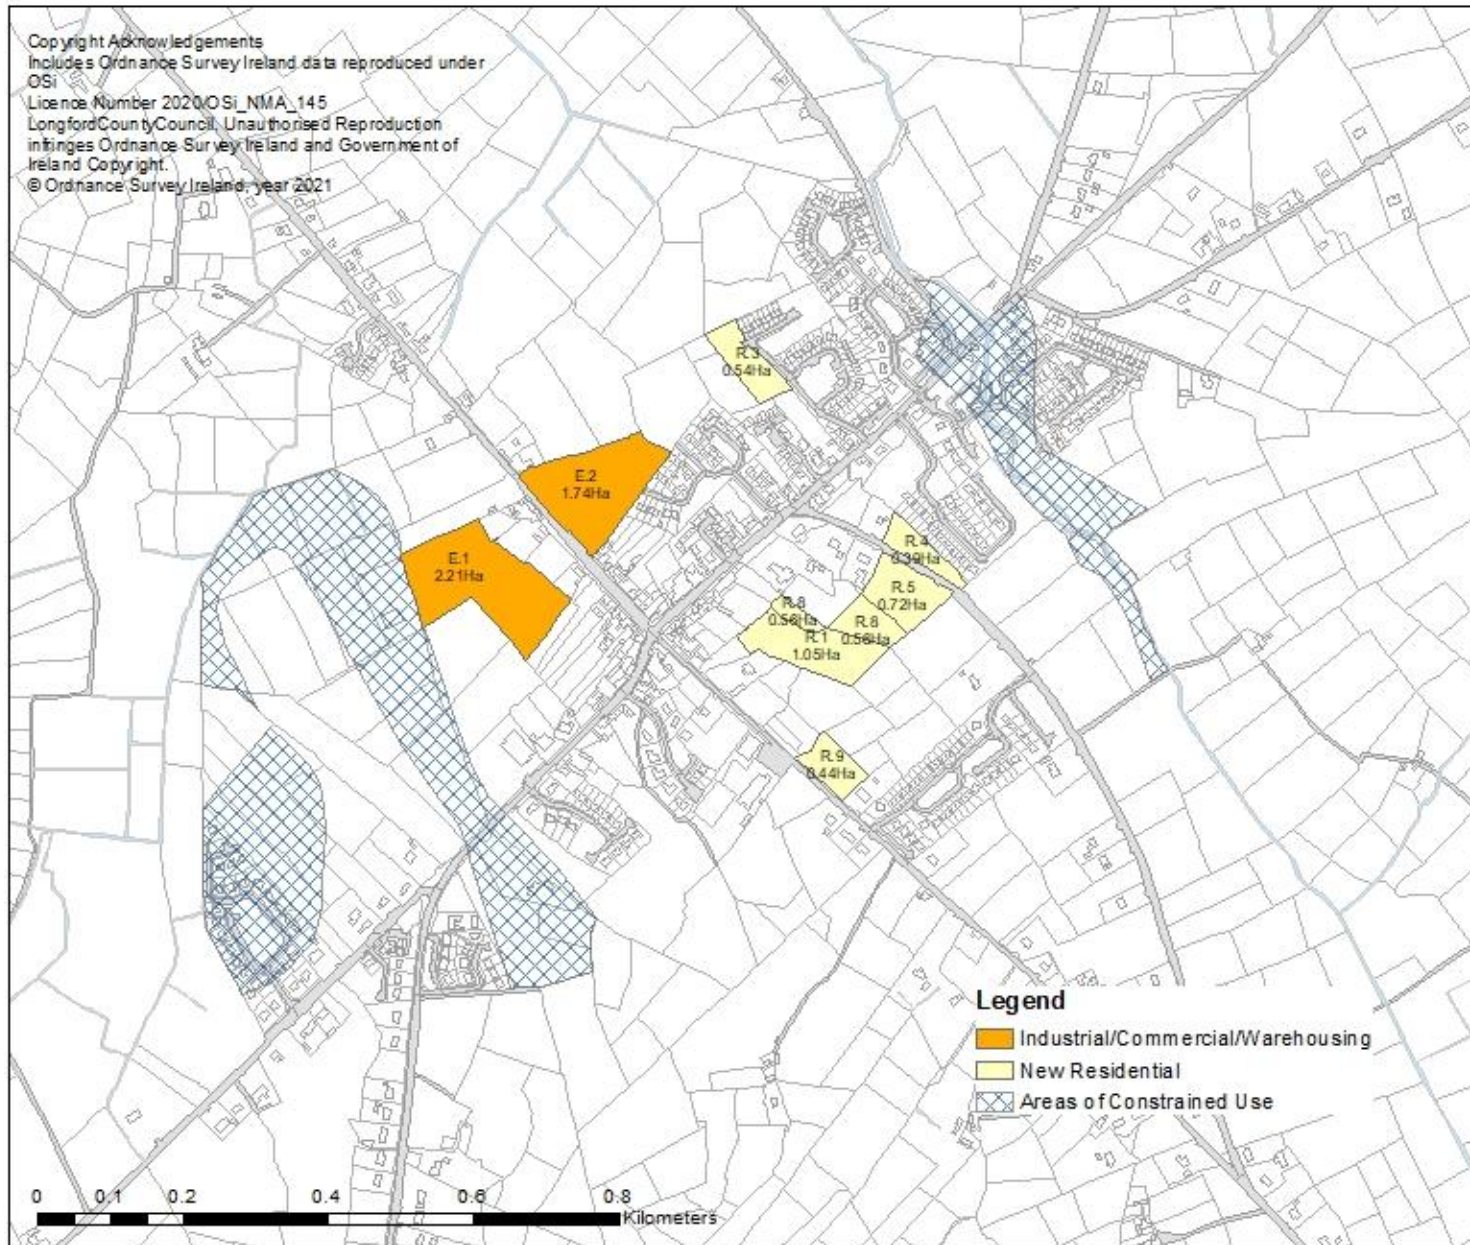 Copyright Acknowledgements
Includes Ordnance Survey Ireland data reproduced under
OSi
Licence Number 2020/OSi_NMA_145
LongfordCountyCouncil. Unauthorised Reproduction
infringes Ordnance Survey Ireland and Government of
Ireland Copyright.
© Ordnance Survey Ireland, year 2021
R.3
0.54Ha
E.2
1.74Ha
E.1
2.21Ha
R.4
0.39Ha
R.5
0.72Ha
R.8
0.56Ha
R.8
0.56Ha
R.1
1.05Ha
R.9
0.44Ha
Legend
Industrial/Commercial/Warehousing
New Residential
Areas of Constrained Use
0 0.1 0.2 0.4 0.6 0.8
Kilometers